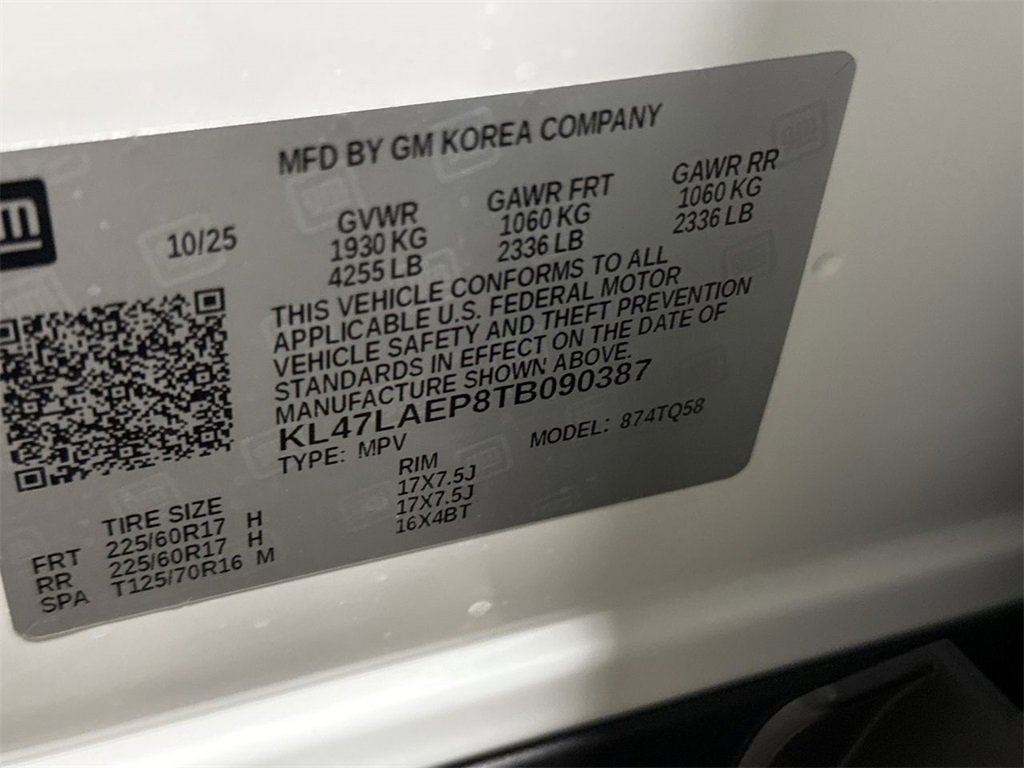 MFD BY GM KOREA COMPANY
gm
10/25
GVWR
1930 KG
4255 LB
GAWR FRT
1060 KG
2336 LB
GAWR RR
1060 KG
2336 LB
THIS VEHICLE CONFORMS TO ALL
APPLICABLE U.S. FEDERAL MOTOR
VEHICLE SAFETY AND THEFT PREVENTION
STANDARDS IN EFFECT ON THE DATE OF
MANUFACTURE SHOWN ABOVE.
KL47LAEP8TB090387
TYPE: MPV MODEL: 874TQ58
TIRE SIZE RIM
FRT 225/60R17 H 17X7.5J
RR 225/60R17 H 17X7.5J
SPA T125/70R16 M 16X4BT